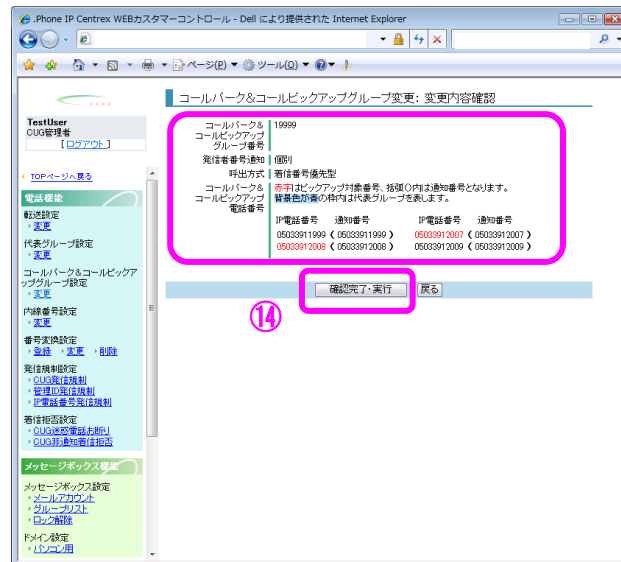 .Phone IP Centrex WEBカスタマーコントロール - Dell により提供された Internet Explorer
ページ(P) ツール(O)
TestUser
CUG管理者
[ログアウト]
TOPページへ戻る
電話機能
転送設定
変更
代表グループ設定
変更
コールパーク&コールピックア
ップグループ設定
変更
内線番号設定
変更
番号変換設定
登録 変更 削除
発信規制設定
CUG発信規制
管理ID発信規制
IP電話番号発信規制
着信拒否設定
CUG迷惑電話お断り
CUG非通知着信拒否
メッセージボックス機能
メッセージボックス設定
メールアカウント
グループリスト
ロック解除
ドメイン設定
パソコン用
コールパーク&コールピックアップグループ変更: 変更内容確認
コールパーク&
コールピックアップ
グループ番号
19999
発信者番号通知 個別
呼出方式 着信番号優先型
コールパーク&
コールピックアップ
電話番号
赤字はピックアップ対象番号、括弧()内は通知番号となります。
背景色が青の枠内は代表グループを表します。
IP電話番号 通知番号 IP電話番号 通知番号
05033911999 ( 05033911999 ) 05033912007 ( 05033912007 )
05033912008 ( 05033912008 ) 05033912009 ( 05033912009 )
確認完了・実行 戻る
⑭